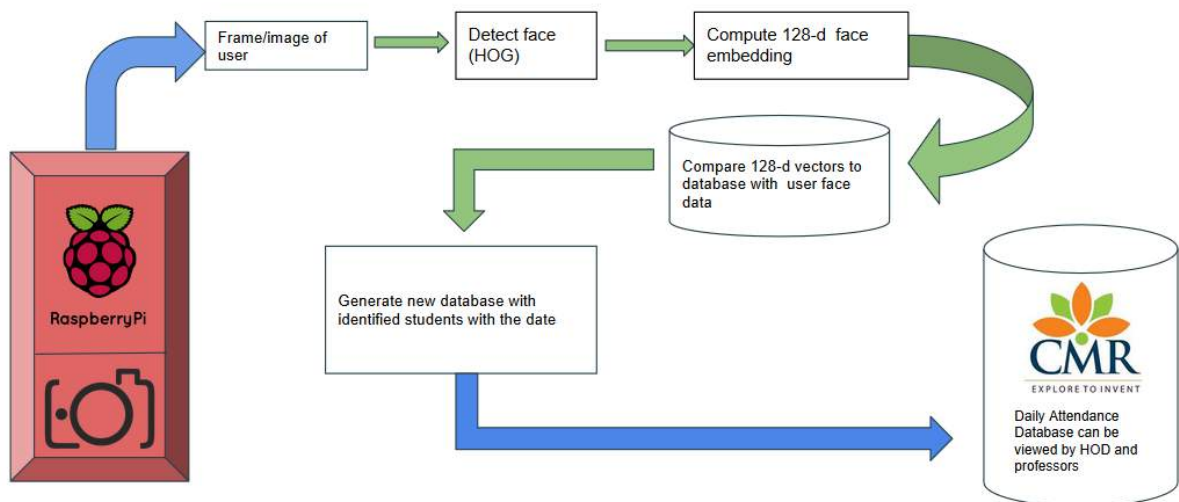 Frame/image of
user
Detect face
(HOG)
Compute 128-d face
embedding
Compare 128-d vectors to
database with user face
data
Generate new database with
identified students with the date
RaspberryPi
CMR
EXPLORE TO INVENT
Daily Attendance
Database can be
viewed by HOD and
professors